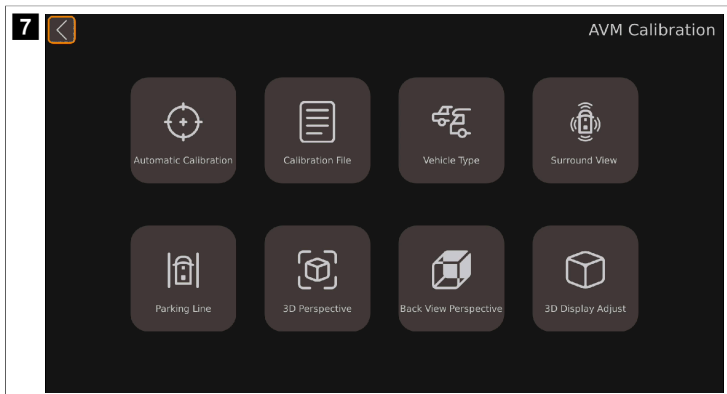 7
AVM Calibration
Automatic Calibration
Calibration File
Vehicle Type
Surround View
Parking Line
3D Perspective
Back View Perspective
3D Display Adjust